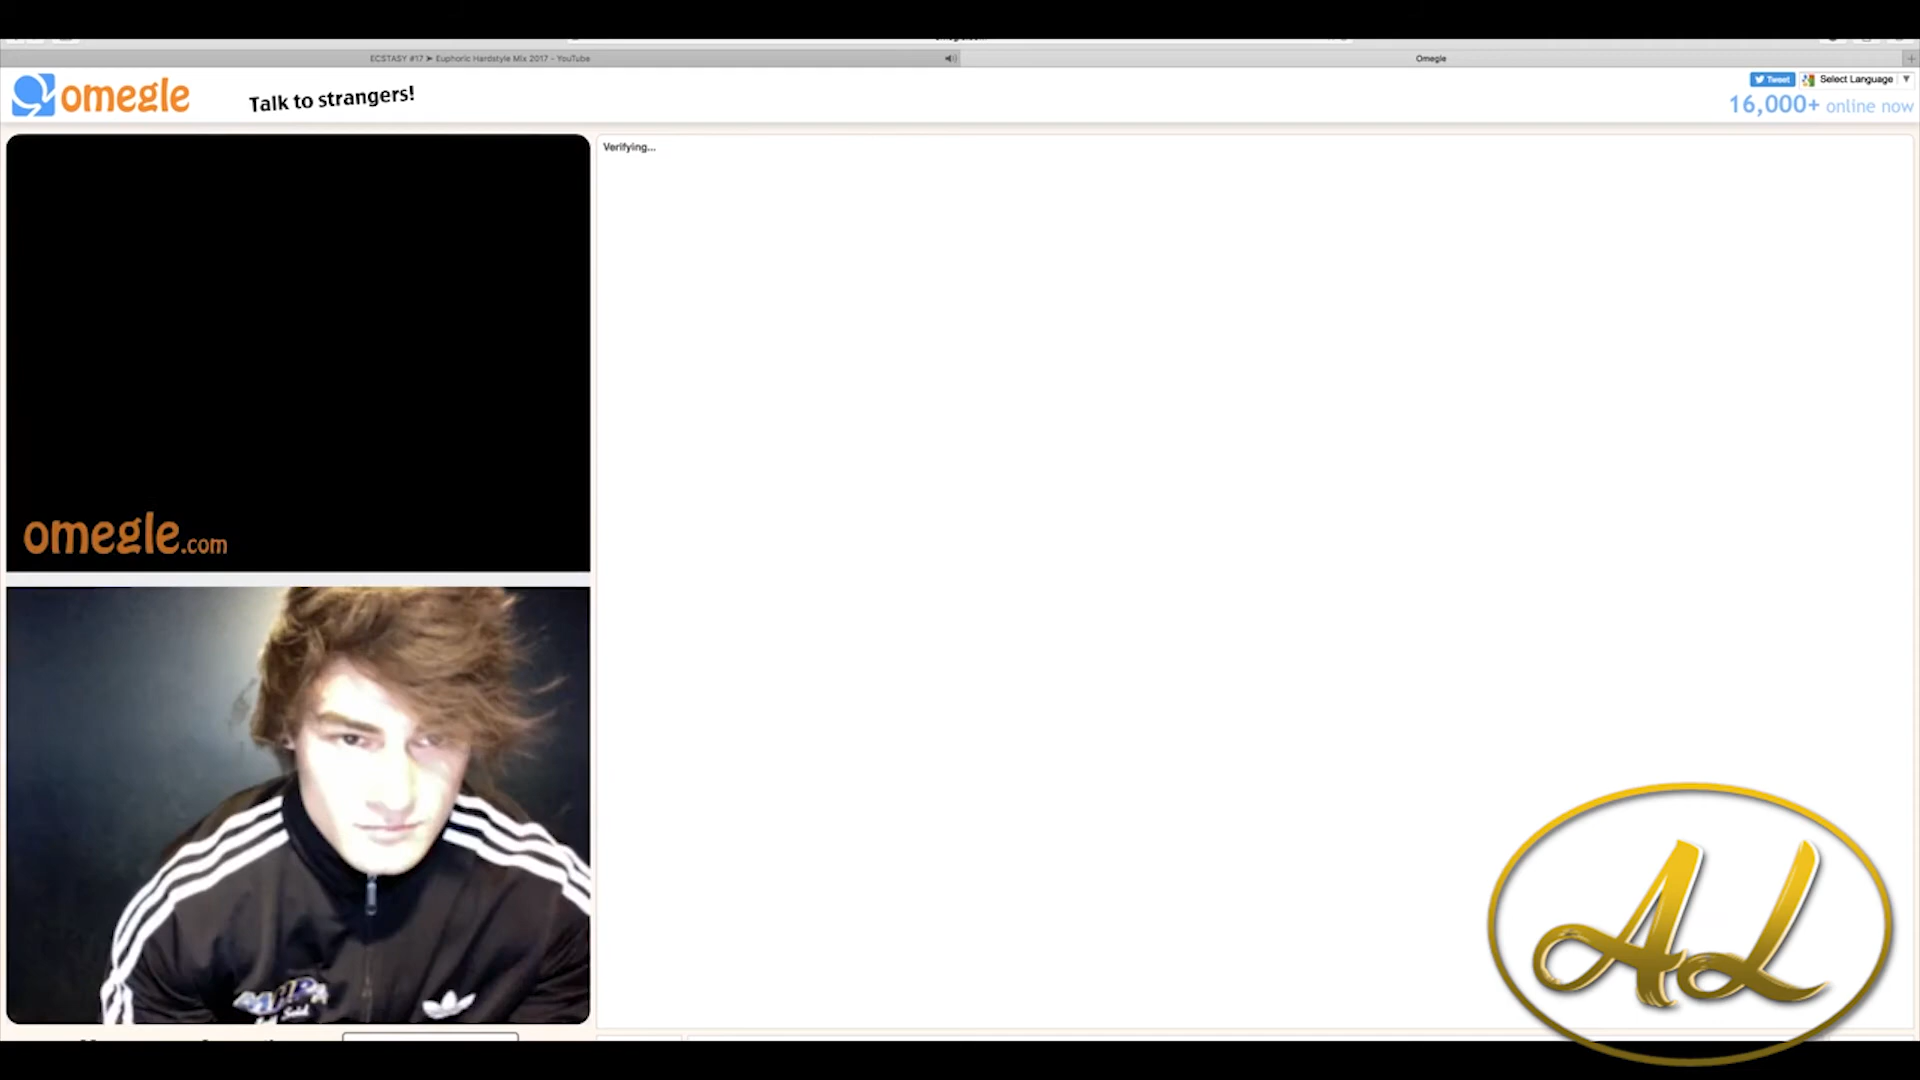 ECSTASY #17 ➤ Euphoric Hardstyle Mix 2017 - YouTube
Omegle
omegle
Talk to strangers!
Tweet
Select Language
16,000+ online now
Verifying...
omegle.com
AL